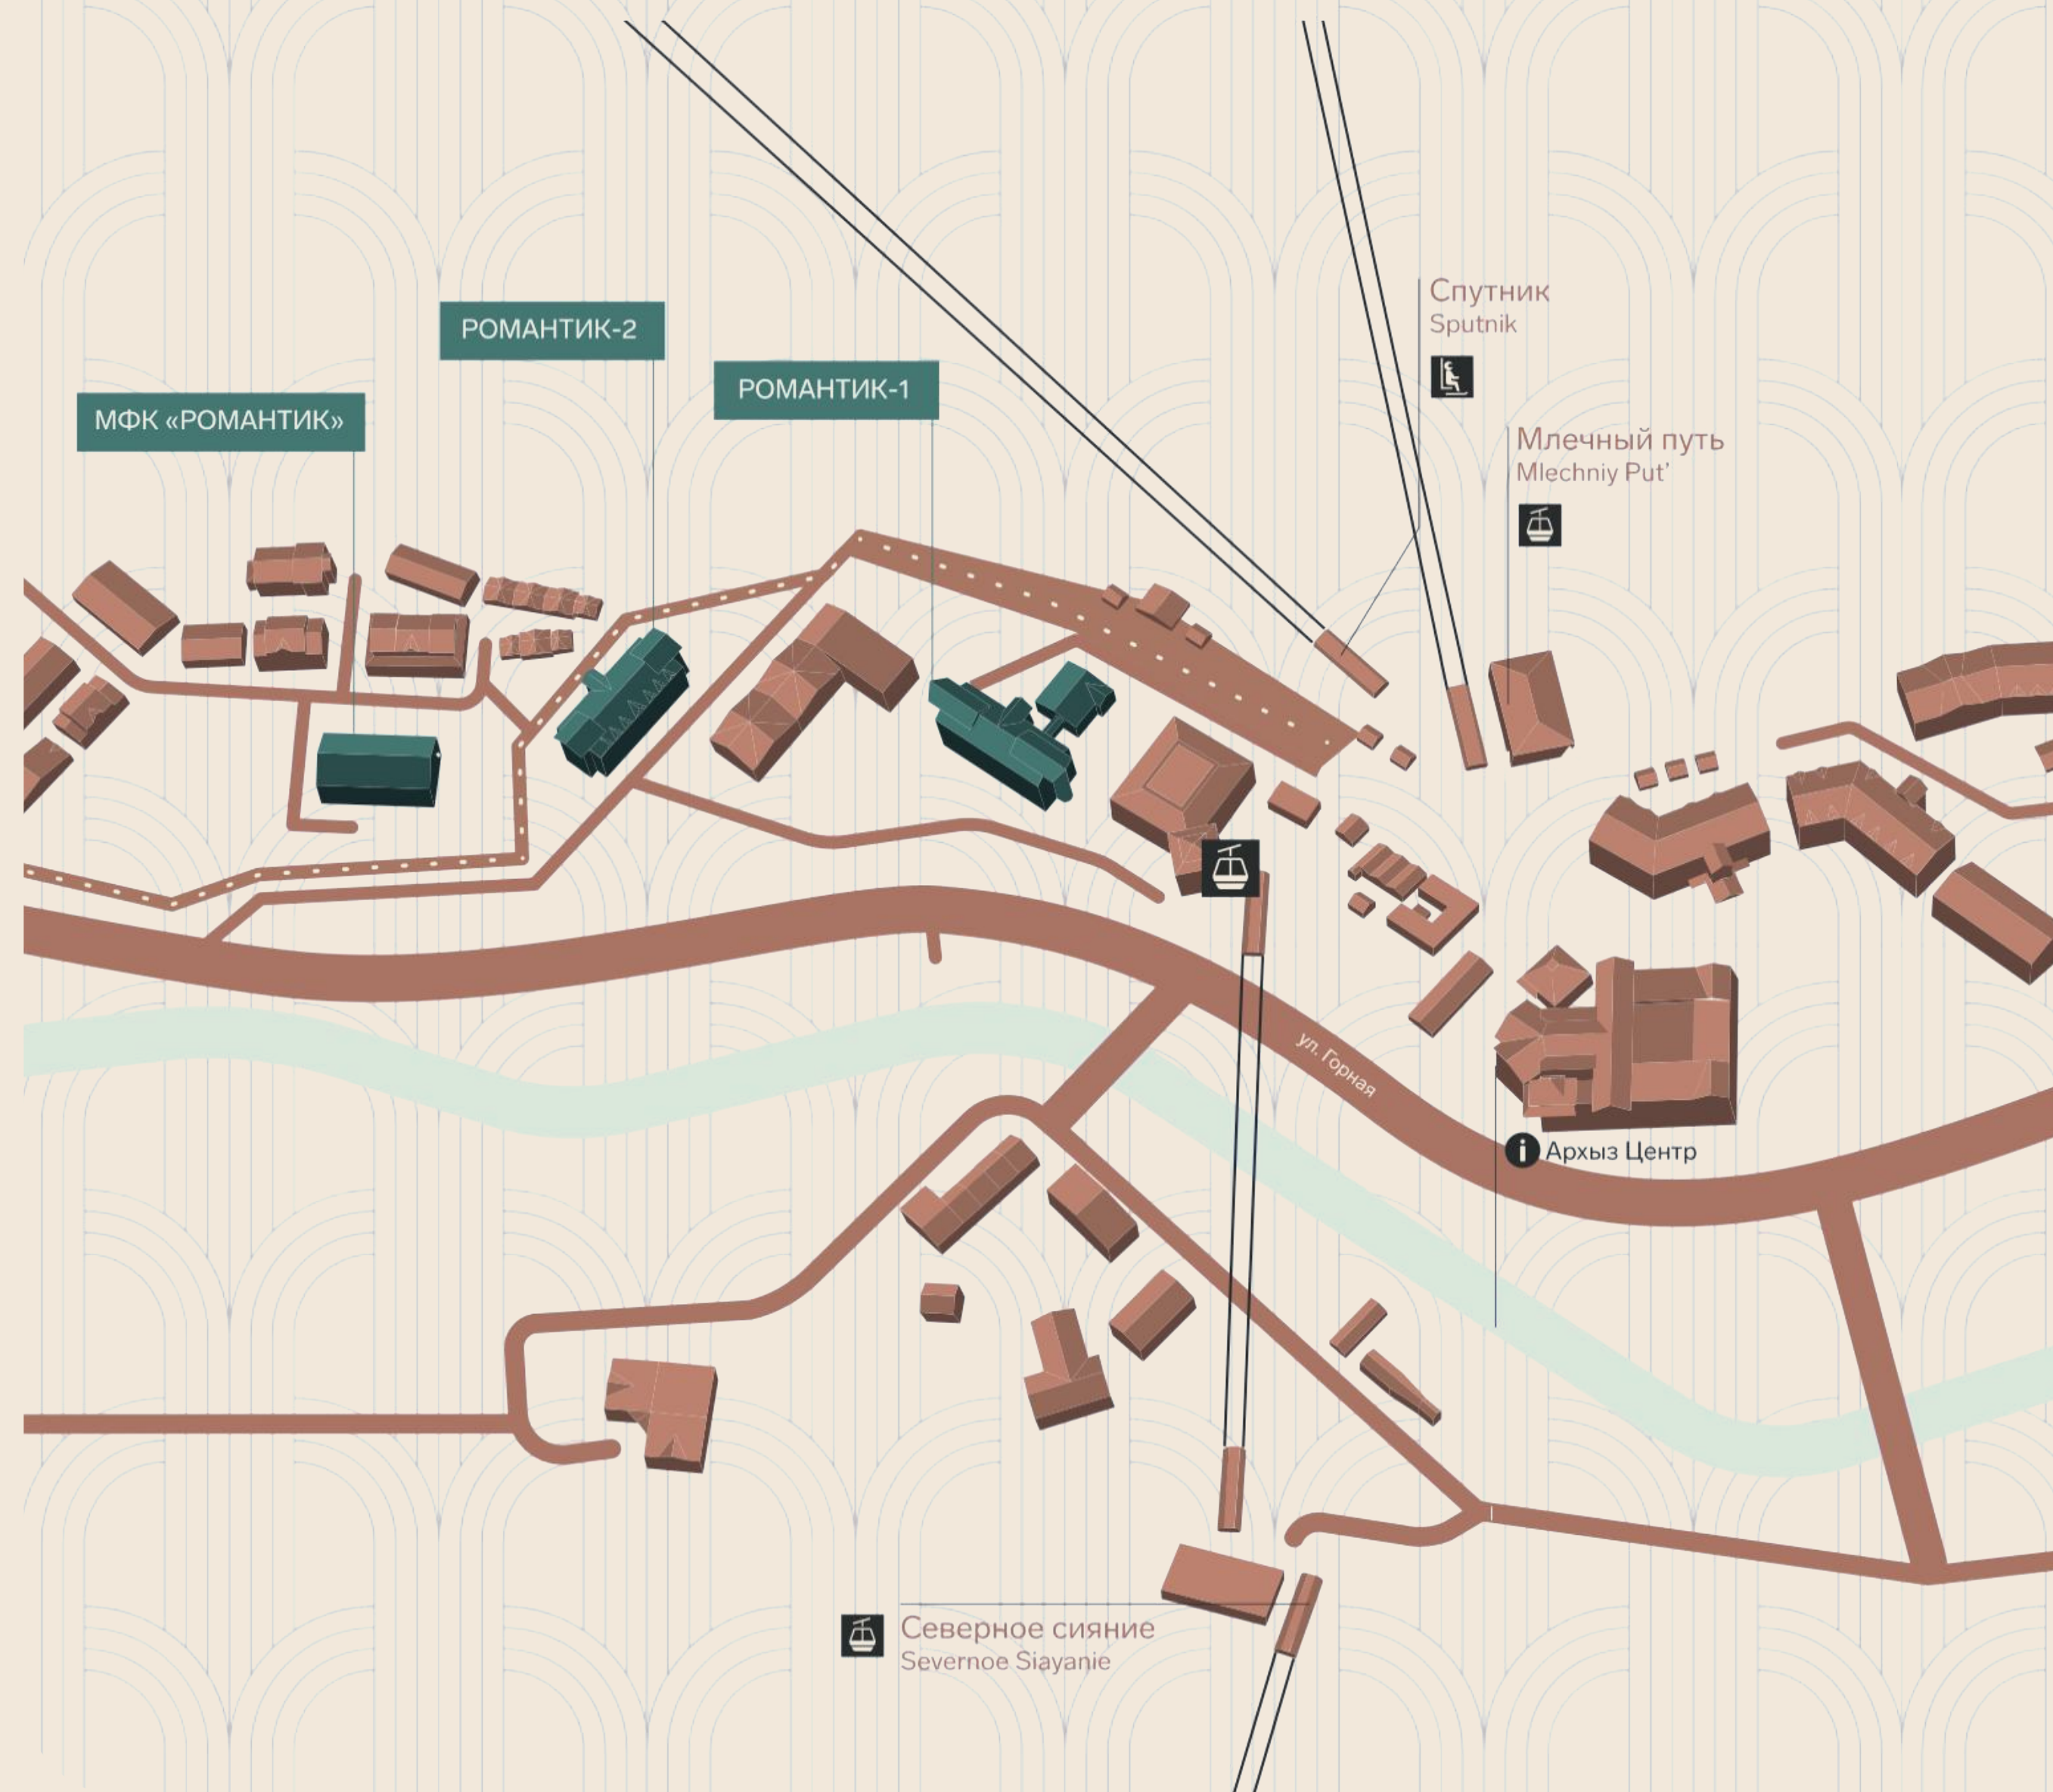 Спутник
Sputnik
РОМАНТИК-2
РОМАНТИК-1
МФК «РОМАНТИК»
Млечный путь
Mlechniy Put'
ул. Горная
i Архыз Центр
Северное сияние
Severnoe Siayanie